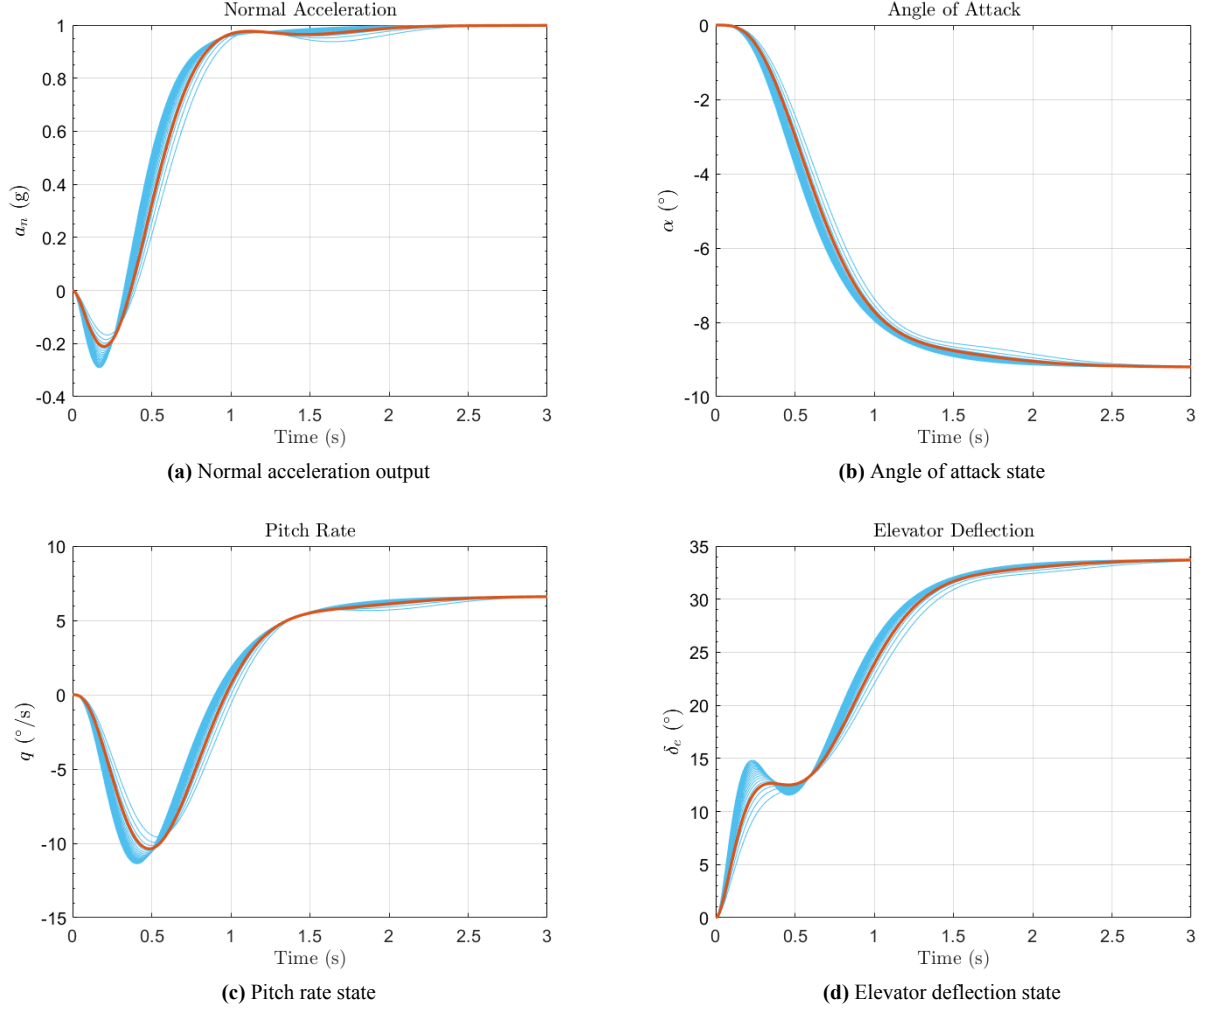 Normal Acceleration
1
0.8
0.6
0.4
0.2
0
-0.2
-0.4
a_n (g)
0 0.5 1 1.5 2 2.5 3
Time (s)
(a) Normal acceleration output
Angle of Attack
0
-2
-4
-6
-8
-10
α (°)
0 0.5 1 1.5 2 2.5 3
Time (s)
(b) Angle of attack state
Pitch Rate
10
5
0
-5
-10
-15
q (°/s)
0 0.5 1 1.5 2 2.5 3
Time (s)
(c) Pitch rate state
Elevator Deflection
35
30
25
20
15
10
5
0
δ_e (°)
0 0.5 1 1.5 2 2.5 3
Time (s)
(d) Elevator deflection state